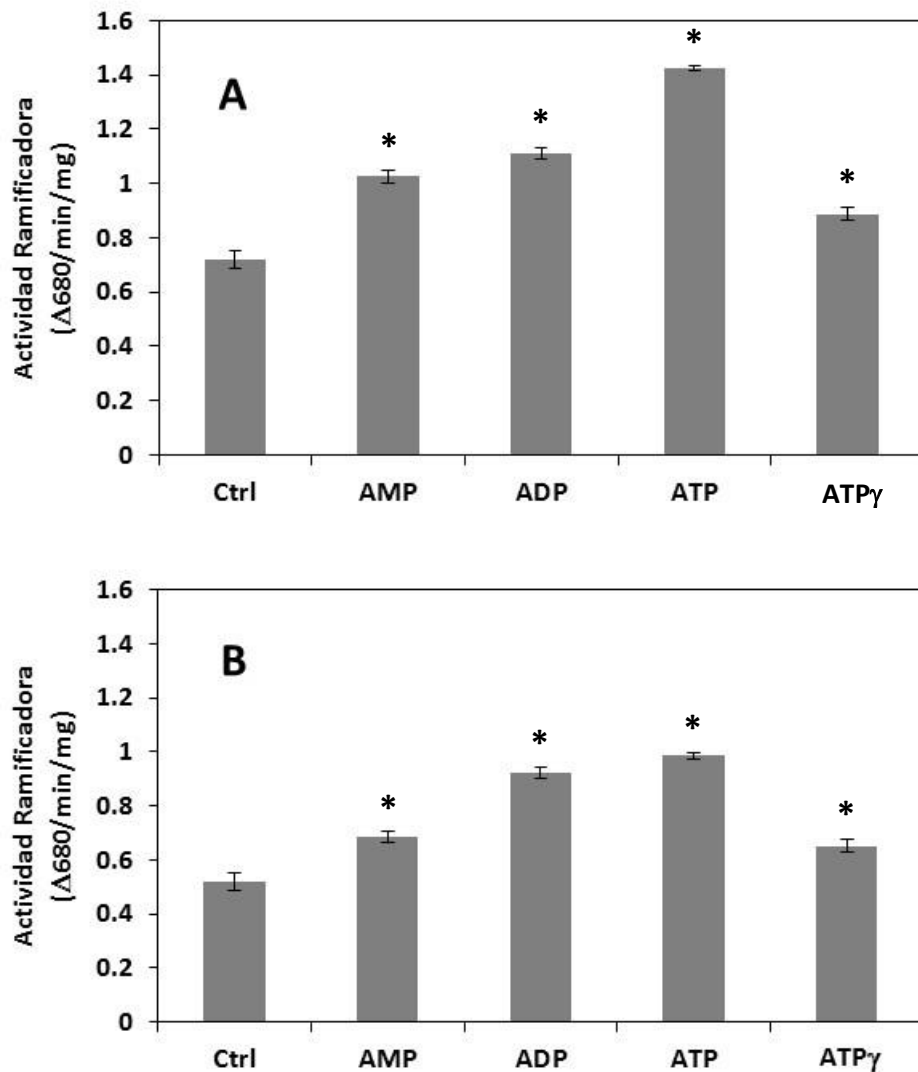 1.6
1.4
1.2
1
0.8
0.6
0.4
0.2
0
Actividad Ramificadora
(Δ680/min/mg)
A
*
*
*
*
Ctrl
AMP
ADP
ATP
ATPγ
1.6
1.4
1.2
1
0.8
0.6
0.4
0.2
0
Actividad Ramificadora
(Δ680/min/mg)
B
*
*
*
*
Ctrl
AMP
ADP
ATP
ATPγ